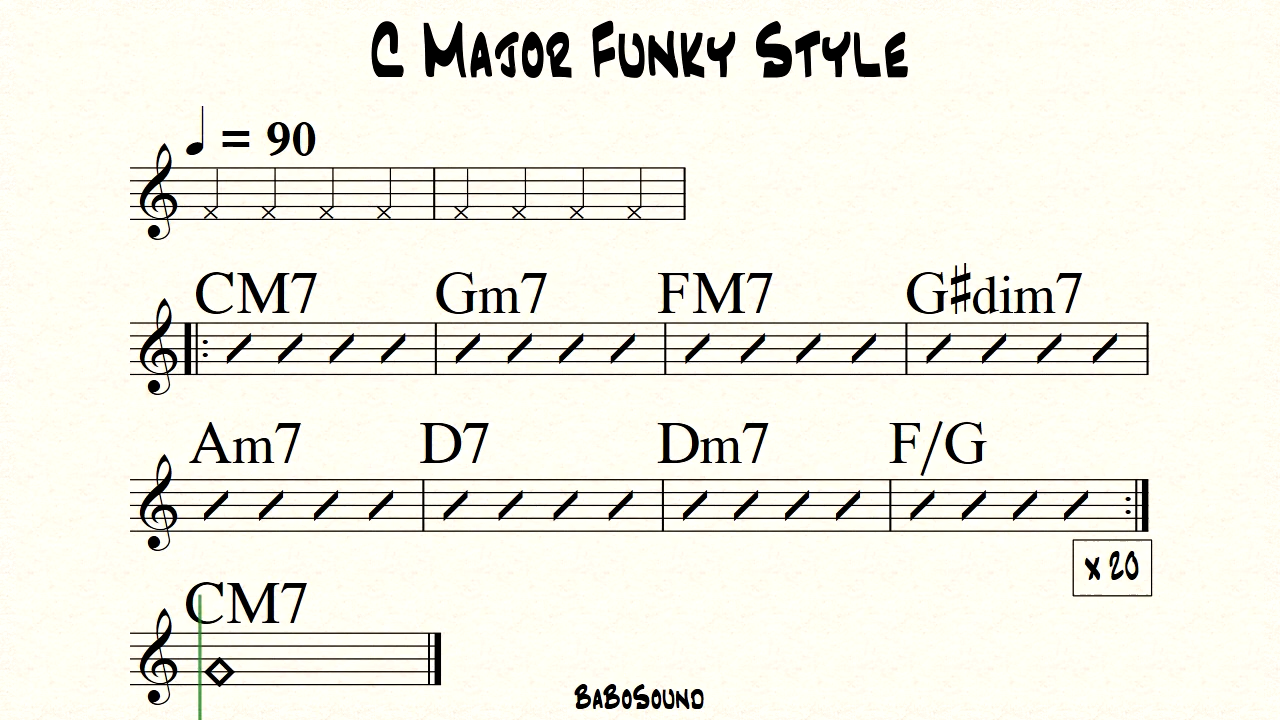 C Major Funky Style
♩ = 90
CM7 Gm7 FM7 G♯dim7
Am7 D7 Dm7 F/G
x 20
CM7
BaBoSound